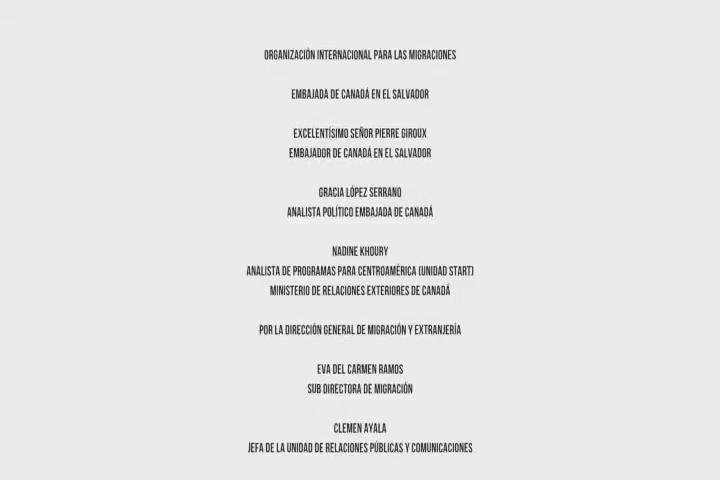 ORGANIZACIÓN INTERNACIONAL PARA LAS MIGRACIONES
EMBAJADA DE CANADÁ EN EL SALVADOR
EXCELENTÍSIMO SEÑOR PIERRE GIROUX
EMBAJADOR DE CANADÁ EN EL SALVADOR
GRACIA LÓPEZ SERRANO
ANALISTA POLÍTICO EMBAJADA DE CANADÁ
NADINE KHOURY
ANALISTA DE PROGRAMAS PARA CENTROAMÉRICA (UNIDAD START)
MINISTERIO DE RELACIONES EXTERIORES DE CANADÁ
POR LA DIRECCIÓN GENERAL DE MIGRACIÓN Y EXTRANJERÍA
EVA DEL CARMEN RAMOS
SUB DIRECTORA DE MIGRACIÓN
CLEMEN AYALA
JEFA DE LA UNIDAD DE RELACIONES PÚBLICAS Y COMUNICACIONES